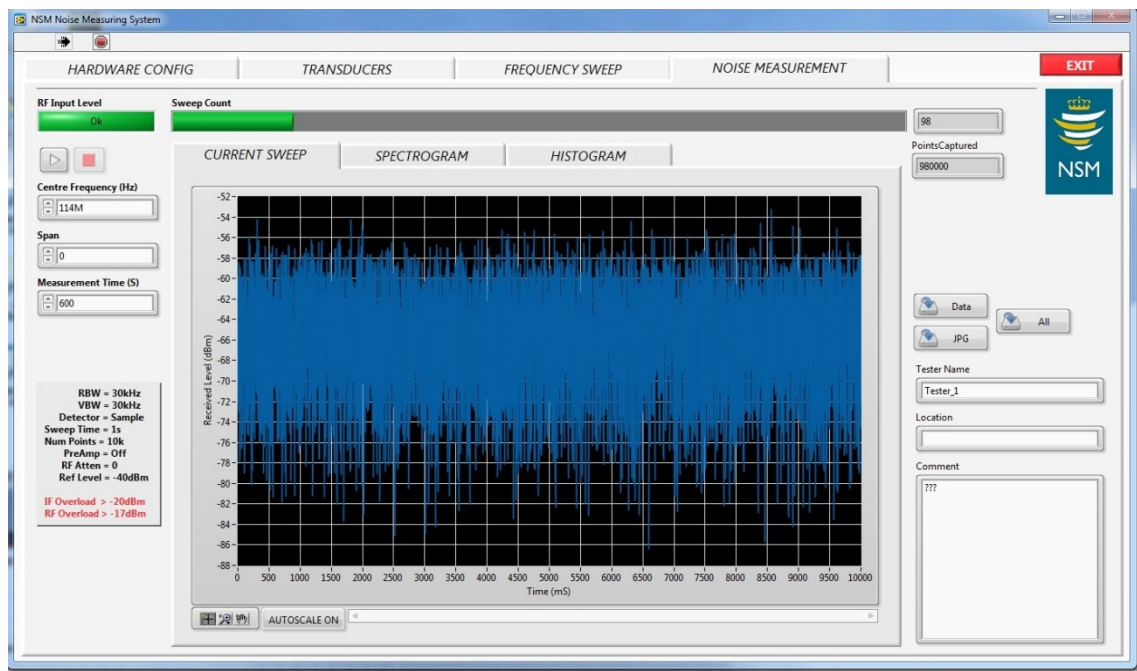 NSM Noise Measuring System
HARDWARE CONFIG
TRANSDUCERS
FREQUENCY SWEEP
NOISE MEASUREMENT
EXIT
RF Input Level
Ok
Sweep Count
98
PointsCaptured
980000
NSM
CURRENT SWEEP
SPECTROGRAM
HISTOGRAM
Centre Frequency (Hz)
114M
Span
0
Measurement Time (S)
600
RBW = 30kHz
VBW = 30kHz
Detector = Sample
Sweep Time = 1s
Num Points = 10k
PreAmp = Off
RF Atten = 0
Ref Level = -40dBm
IF Overload > -20dBm
RF Overload > -17dBm
Received Level (dBm)
-52
-54
-56
-58
-60
-62
-64
-66
-68
-70
-72
-74
-76
-78
-80
-82
-84
-86
-88
0 500 1000 1500 2000 2500 3000 3500 4000 4500 5000 5500 6000 6500 7000 7500 8000 8500 9000 9500 10000
Time (mS)
AUTOSCALE ON
Data
JPG
All
Tester Name
Tester_1
Location
Comment
???